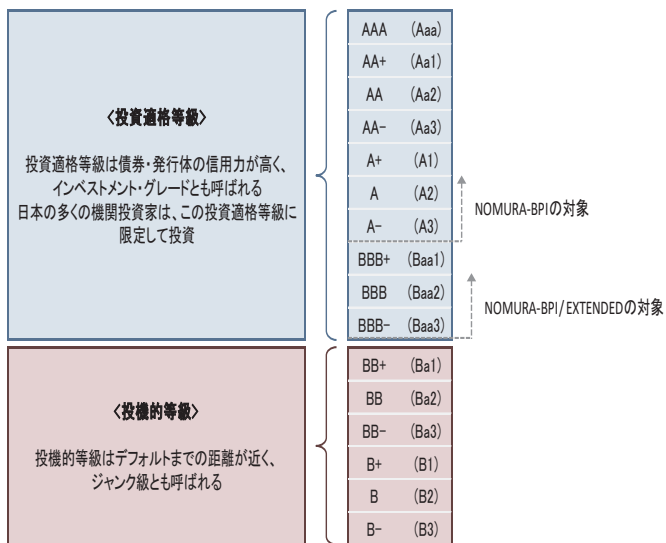 〈投資適格等級〉
投資適格等級は債券・発行体の信用力が高く、
インベストメント・グレードとも呼ばれる
日本の多くの機関投資家は、この投資適格等級に
限定して投資
AAA (Aaa)
AA+ (Aa1)
AA (Aa2)
AA- (Aa3)
A+ (A1)
A (A2)
A- (A3)
BBB+ (Baa1)
BBB (Baa2)
BBB- (Baa3)
NOMURA-BPIの対象
NOMURA-BPI/EXTENDEDの対象
〈投機的等級〉
投機的等級はデフォルトまでの距離が近く、
ジャンク級とも呼ばれる
BB+ (Ba1)
BB (Ba2)
BB- (Ba3)
B+ (B1)
B (B2)
B- (B3)